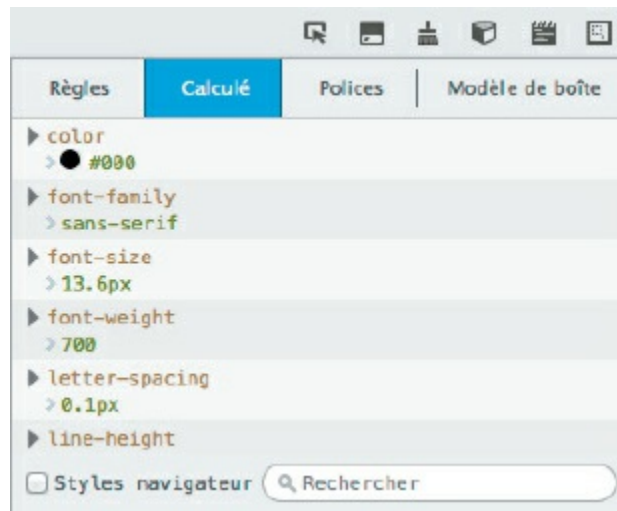 Règles Calculé Polices Modèle de boîte
color
#000
font-family
sans-serif
font-size
13.6px
font-weight
700
letter-spacing
0.1px
line-height
Styles navigateur Rechercher